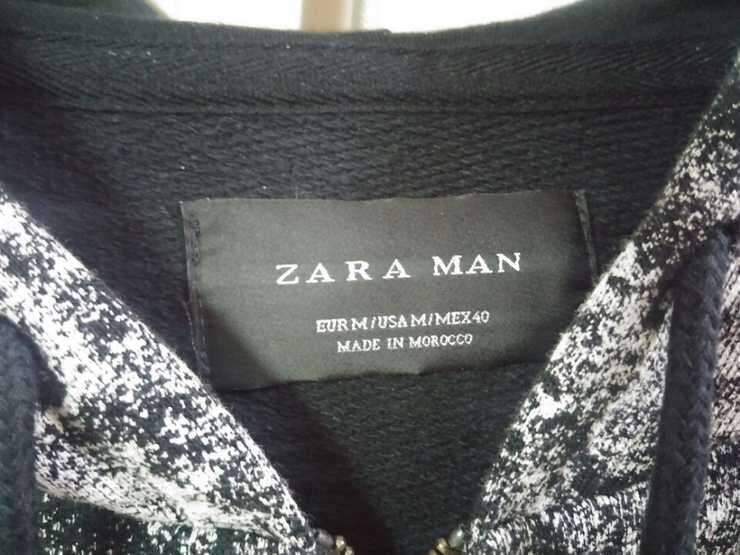 ZARA MAN
EUR M/USA M/MEX 40
MADE IN MOROCCO